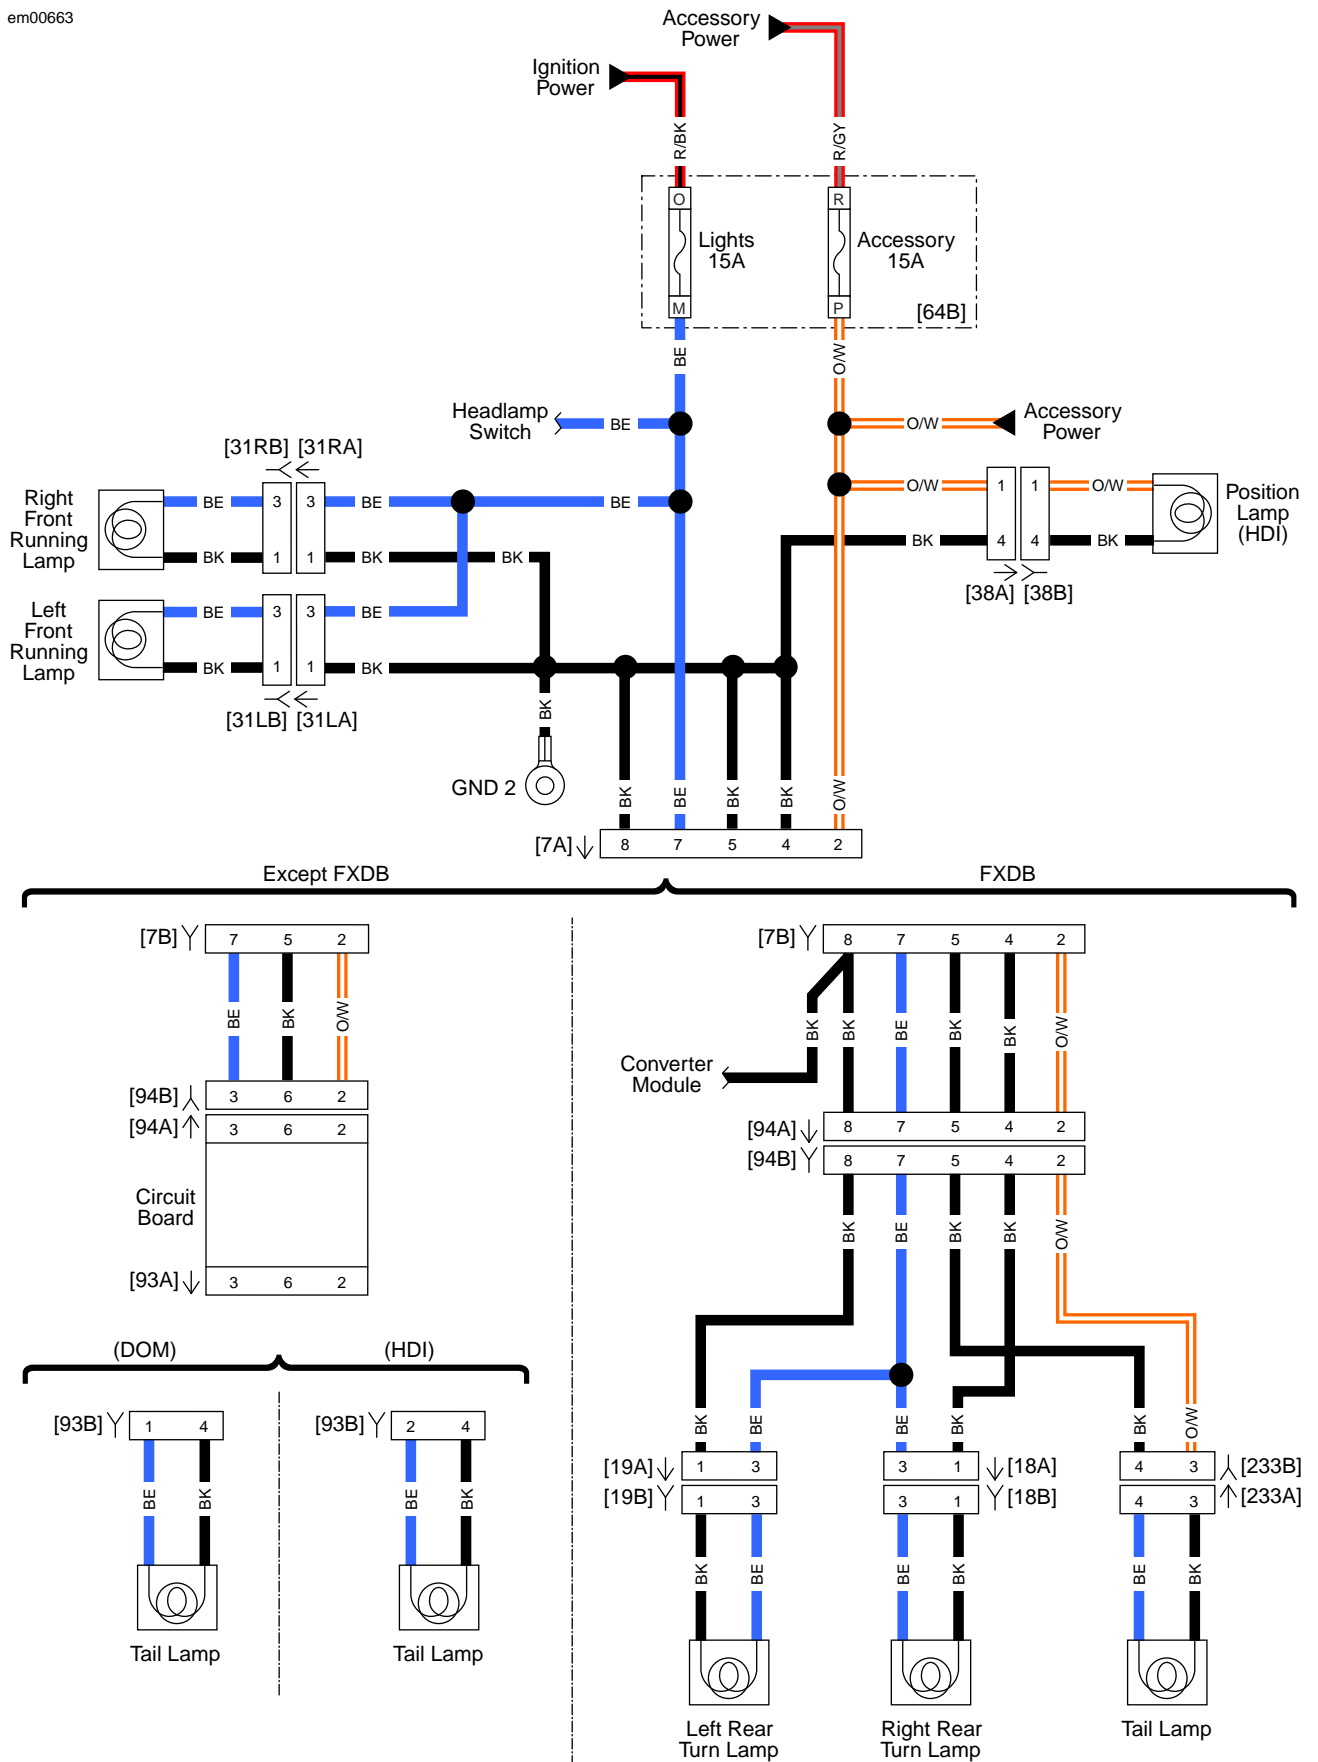 em00663
Accessory
Power
Ignition
Power
R/BK
R/GY
O
R
Lights
15A
Accessory
15A
M
P
[64B]
BE
O/W
Headlamp
Switch
BE
O/W
Accessory
Power
[31RB] [31RA]
Right
Front
Running
Lamp
BE
3
3
BE
BE
O/W
1
1
O/W
Position
Lamp
(HDI)
BK
1
1
BK
BK
BK
4
4
BK
[38A] [38B]
Left
Front
Running
Lamp
BE
3
3
BE
BK
1
1
BK
[31LB] [31LA]
BK
GND 2
BK
BE
BK
BK
O/W
[7A]
8
7
5
4
2
Except FXDB
FXDB
[7B]
7
5
2
[7B]
8
7
5
4
2
BE
BK
O/W
BK
BK
BE
BK
BK
O/W
Converter
Module
[94B]
3
6
2
[94A]
3
6
2
[94A]
8
7
5
4
2
[94B]
8
7
5
4
2
Circuit
Board
BK
BE
BK
BK
O/W
[93A]
3
6
2
(DOM)
(HDI)
[93B]
1
4
[93B]
2
4
BK
BE
BE
BK
BK
O/W
[19A]
1
3
3
1
[18A]
4
3
[233B]
[19B]
1
3
3
1
[18B]
4
3
[233A]
BE
BK
BE
BK
BK
BE
BE
BK
BE
BK
Tail Lamp
Tail Lamp
Left Rear
Turn Lamp
Right Rear
Turn Lamp
Tail Lamp